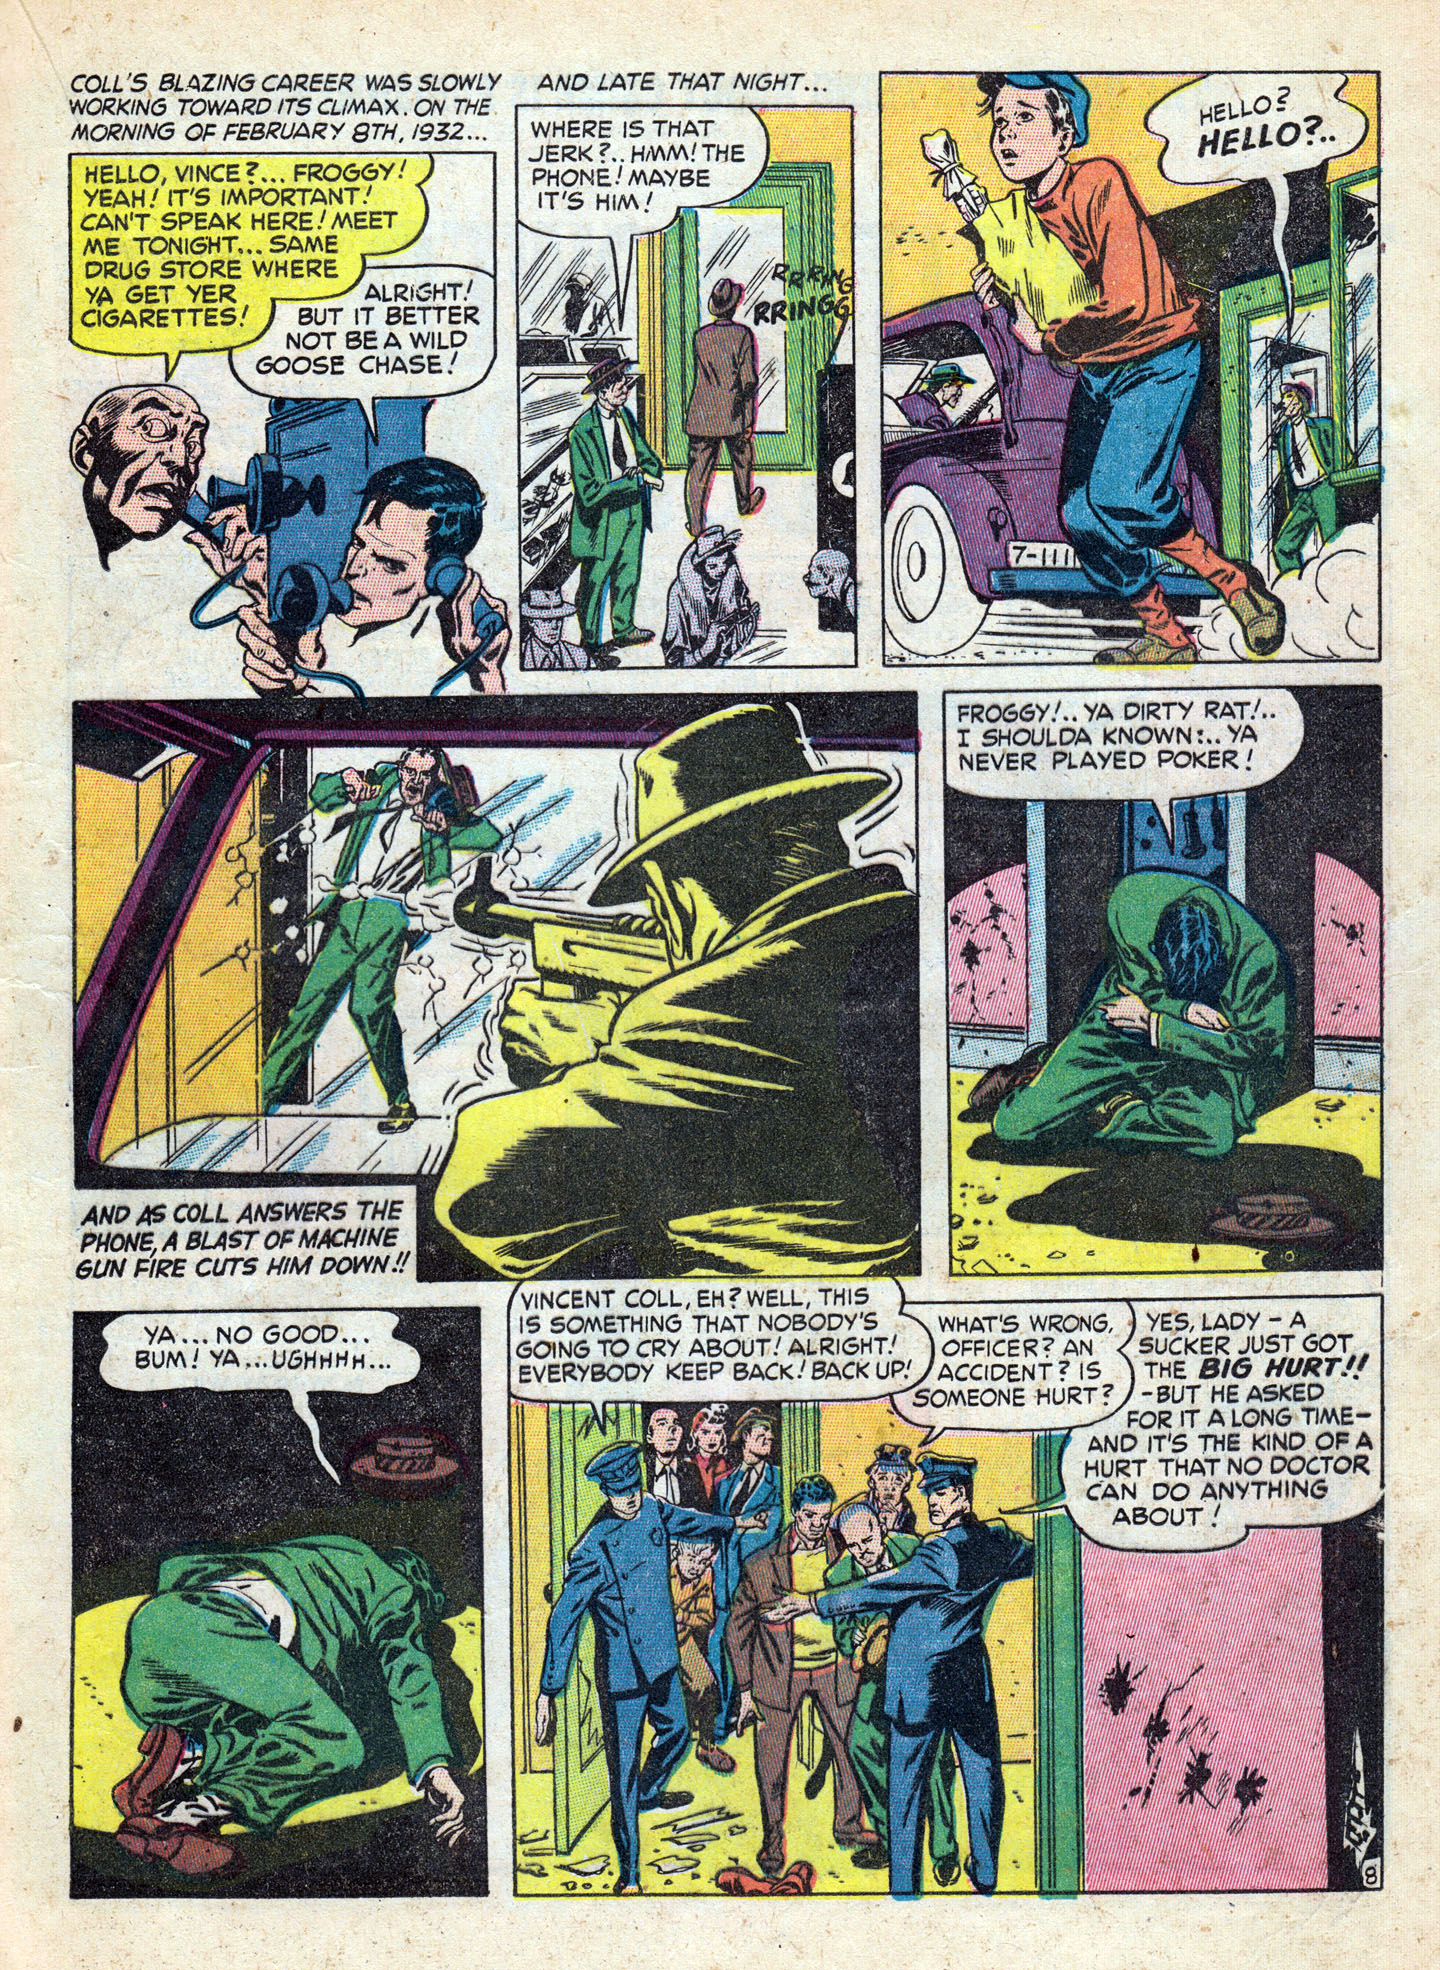 COLL'S BLAZING CAREER WAS SLOWLY
WORKING TOWARD ITS CLIMAX. ON THE
MORNING OF FEBRUARY 8TH, 1932...
HELLO, VINCE?... FROGGY!
YEAH! IT'S IMPORTANT!
CAN'T SPEAK HERE! MEET
ME TONIGHT... SAME
DRUG STORE WHERE
YA GET YER
CIGARETTES!
ALRIGHT!
BUT IT BETTER
NOT BE A WILD
GOOSE CHASE!
AND LATE THAT NIGHT...
WHERE IS THAT
JERK?.. HMM! THE
PHONE! MAYBE
IT'S HIM!
RRRING
RRINGG
HELLO?
HELLO?..
7-111
AND AS COLL ANSWERS THE
PHONE, A BLAST OF MACHINE
GUN FIRE CUTS HIM DOWN!!
FROGGY!.. YA DIRTY RAT!..
I SHOULDA KNOWN... YA
NEVER PLAYED POKER!
YA... NO GOOD...
BUM! YA ...UGHHHH...
VINCENT COLL, EH? WELL, THIS
IS SOMETHING THAT NOBODY'S
GOING TO CRY ABOUT! ALRIGHT!
EVERYBODY KEEP BACK! BACK UP!
WHAT'S WRONG,
OFFICER? AN
ACCIDENT? IS
SOMEONE HURT?
YES, LADY - A
SUCKER JUST GOT
THE BIG HURT!!
-BUT HE ASKED
FOR IT A LONG TIME-
AND IT'S THE KIND OF A
HURT THAT NO DOCTOR
CAN DO ANYTHING
ABOUT!
8